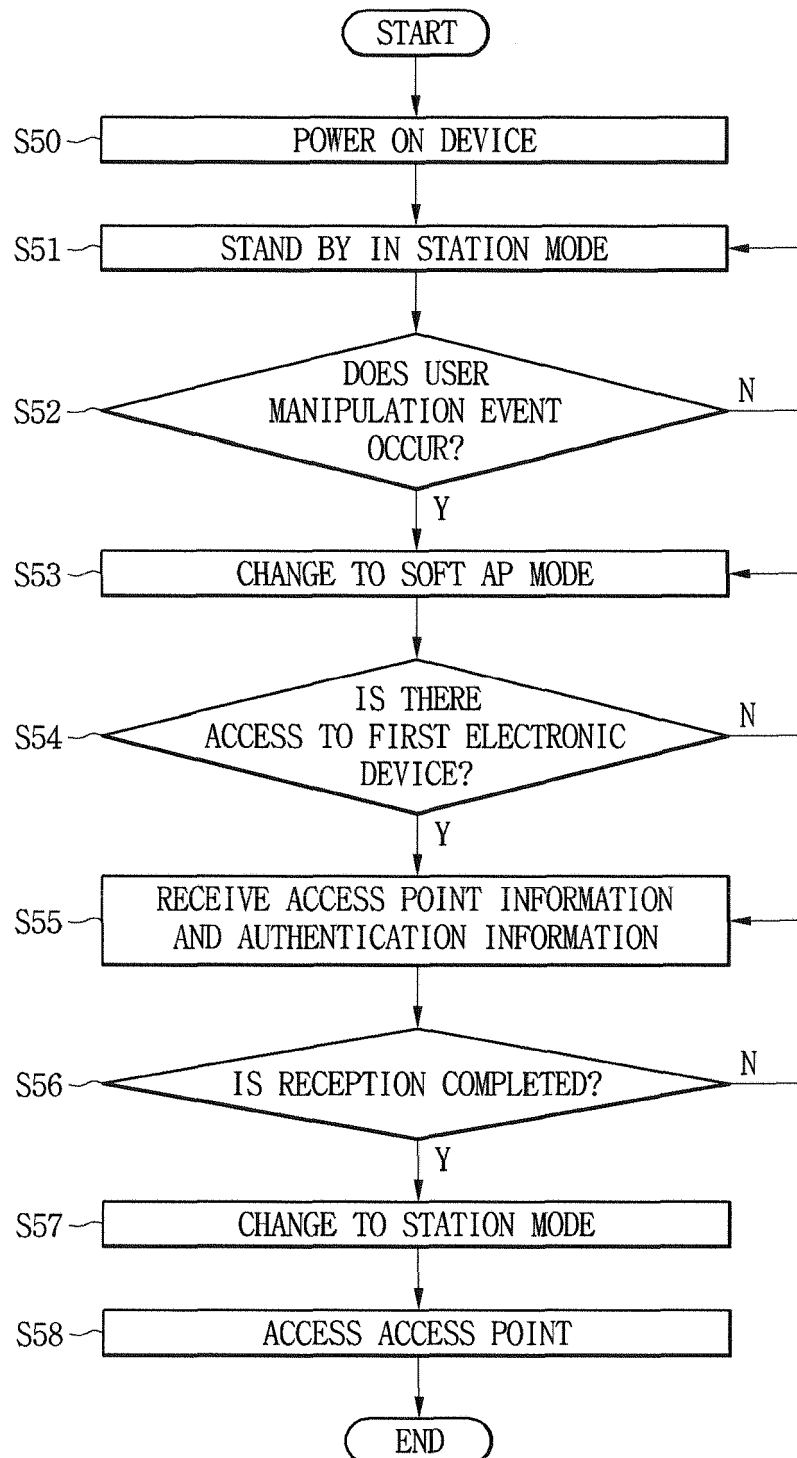 START
S50
POWER ON DEVICE
S51
STAND BY IN STATION MODE
S52
DOES USER
MANIPULATION EVENT
OCCUR?
N
Y
S53
CHANGE TO SOFT AP MODE
S54
IS THERE
ACCESS TO FIRST ELECTRONIC
DEVICE?
N
Y
S55
RECEIVE ACCESS POINT INFORMATION
AND AUTHENTICATION INFORMATION
S56
IS RECEPTION COMPLETED?
N
Y
S57
CHANGE TO STATION MODE
S58
ACCESS ACCESS POINT
END